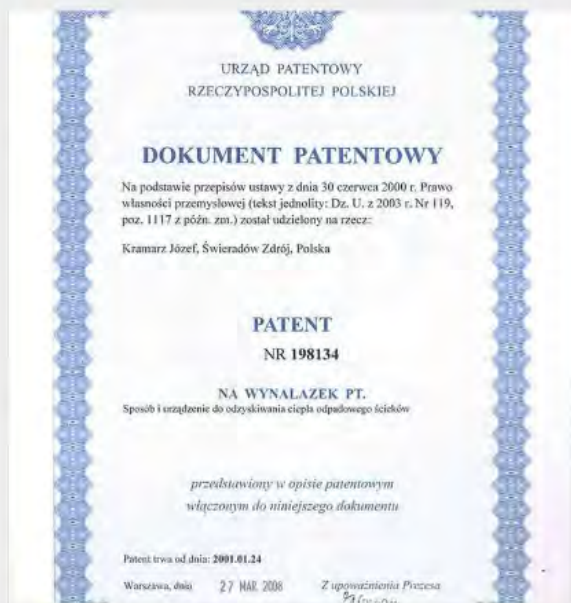 URZĄD PATENTOWY
RZECZYPOSPOLITEJ POLSKIEJ
DOKUMENT PATENTOWY
Na podstawie przepisów ustawy z dnia 30 czerwca 2000 r. Prawo
własności przemysłowej (tekst jednolity: Dz. U. z 2003 r. Nr 119,
poz. 1117 z późn. zm.) został udzielony na rzecz:
Kramarz Józef, Świeradów Zdrój, Polska
PATENT
NR 198134
NA WYNALAZEK PT.
Sposób i urządzenie do odzyskiwania ciepła odpadowego ścieków
przedstawiony w opisie patentowym
włączonym do niniejszego dokumentu
Patent trwa od dnia: 2001.01.24
Warszawa, dnia 27 MAR. 2008 Z upoważnienia Prezesa